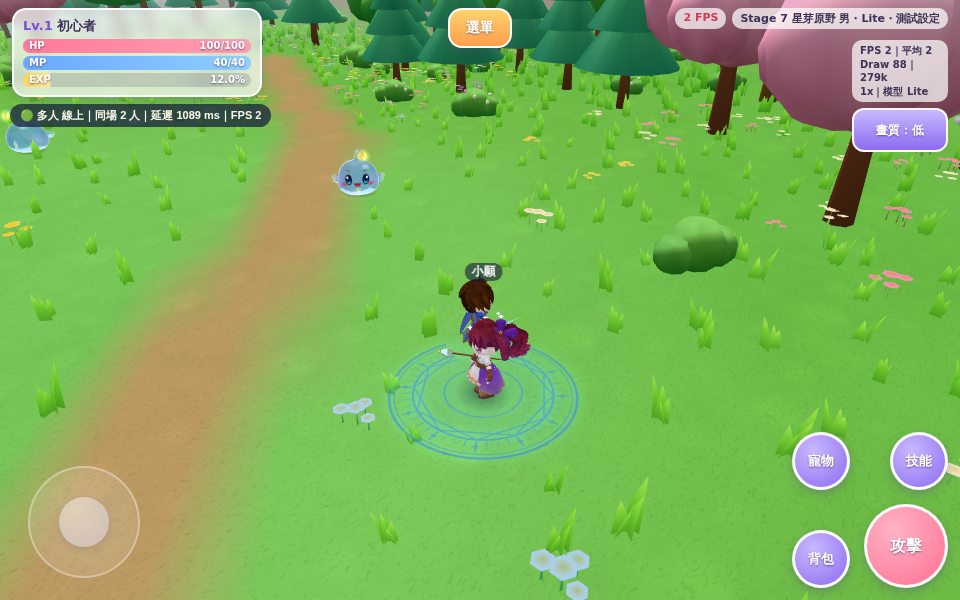 Lv.1 初心者
HP 100/100
MP 40/40
EXP 12.0%
多人 線上｜同場 2 人｜延遲 1089 ms｜FPS 2
選單
2 FPS
Stage 7 星芽原野 男・Lite・測試設定
FPS 2｜平均 2
Draw 88｜
279k
1x｜模型 Lite
畫質：低
小願
寵物
技能
背包
攻擊